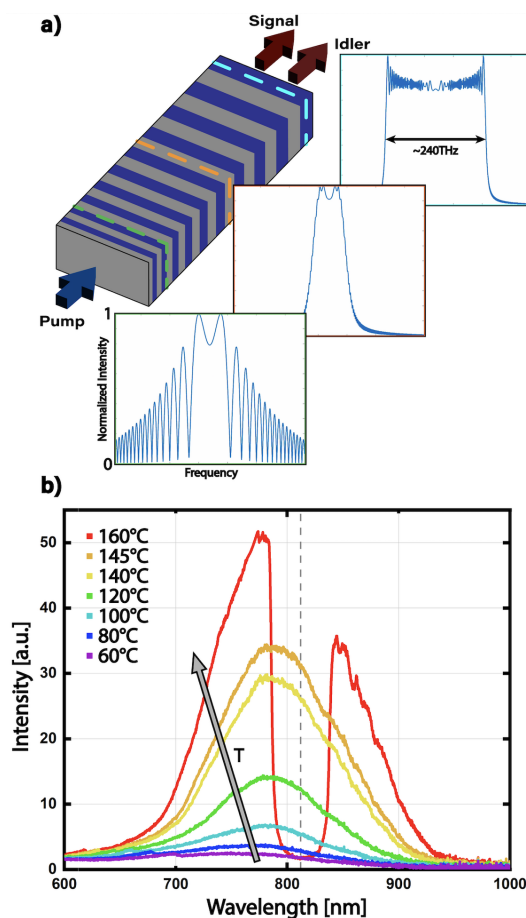 a)
Signal
Idler
~240THz
Pump
1
Normalized Intensity
0
Frequency
b)
50
160°C
145°C
140°C
120°C
100°C
80°C
60°C
40
30
20
10
0
T
Intensity [a.u.]
600 700 800 900 1000
Wavelength [nm]